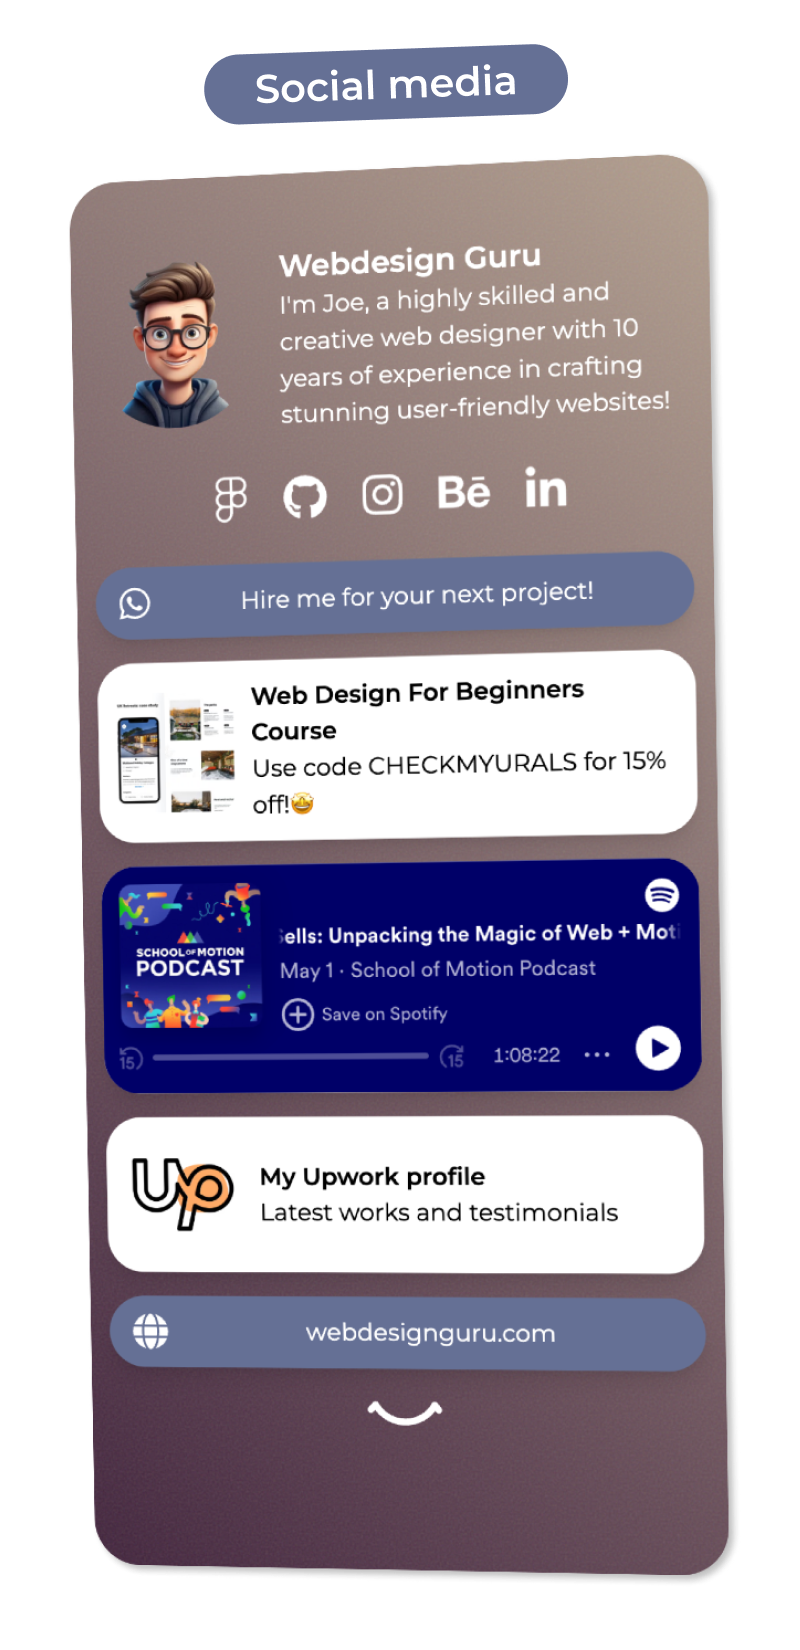 Social media
Webdesign Guru
I'm Joe, a highly skilled and
creative web designer with 10
years of experience in crafting
stunning user-friendly websites!
Bē
in
Hire me for your next project!
Web Design For Beginners
Course
Use code CHECKMYURALS for 15%
off!🤩
SCHOOL OF MOTION
PODCAST
ells: Unpacking the Magic of Web + Moti
May 1 · School of Motion Podcast
Save on Spotify
15
15
1:08:22
Up
My Upwork profile
Latest works and testimonials
webdesignguru.com